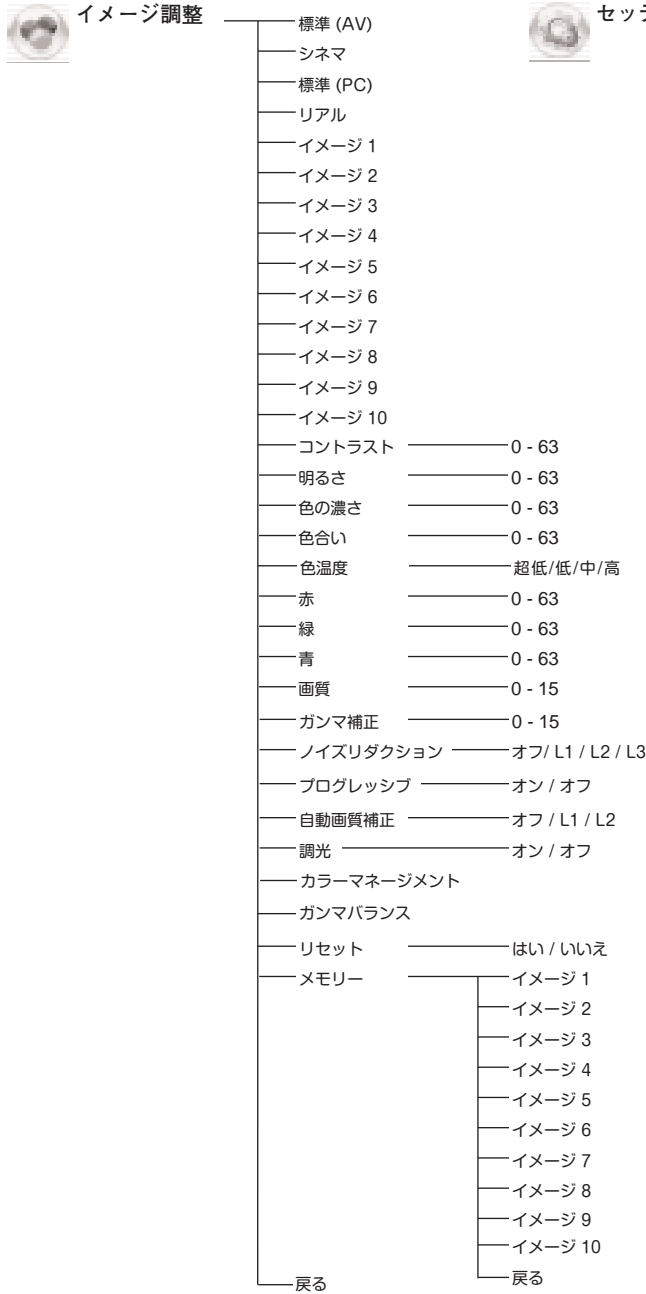 イメージ調整
標準 (AV)
シネマ
標準 (PC)
リアル
イメージ 1
イメージ 2
イメージ 3
イメージ 4
イメージ 5
イメージ 6
イメージ 7
イメージ 8
イメージ 9
イメージ 10
コントラスト 0 - 63
明るさ 0 - 63
色の濃さ 0 - 63
色合い 0 - 63
色温度 超低/低/中/高
赤 0 - 63
緑 0 - 63
青 0 - 63
画質 0 - 15
ガンマ補正 0 - 15
ノイズリダクション オフ/ L1 / L2 / L3
プログレッシブ オン / オフ
自動画質補正 オフ / L1 / L2
調光 オン / オフ
カラーマネージメント
ガンマバランス
リセット はい / いいえ
メモリー イメージ 1
イメージ 2
イメージ 3
イメージ 4
イメージ 5
イメージ 6
イメージ 7
イメージ 8
イメージ 9
イメージ 10
戻る
戻る